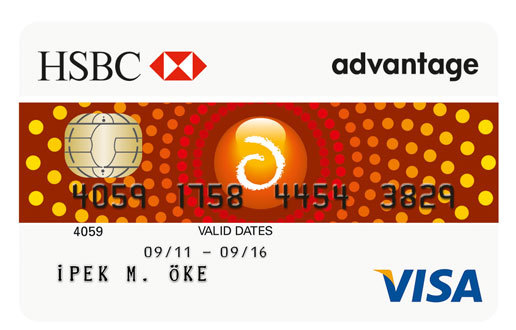 HSBC advantage
4059 1758 4454 3829
4059 VALID DATES
09/11 – 09/16
İPEK M. ÖKE
VISA